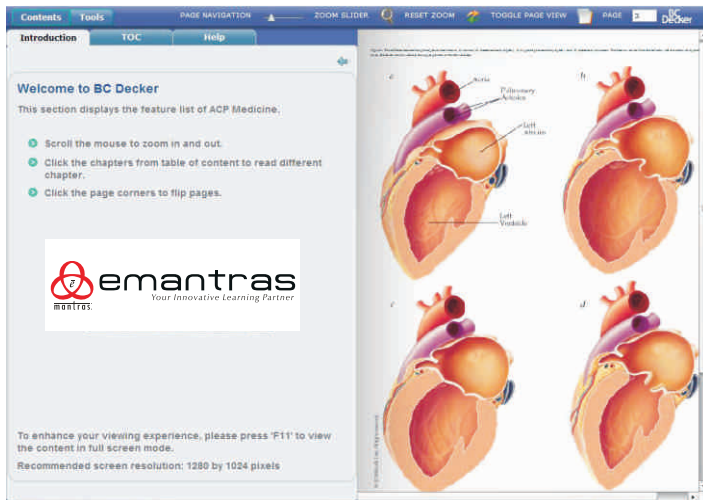 Contents Tools PAGE NAVIGATION ZOOM SLIDER RESET ZOOM TOGGLE PAGE VIEW PAGE 3 BC Decker
Introduction TOC Help
Welcome to BC Decker
This section displays the feature list of ACP Medicine.
Scroll the mouse to zoom in and out.
Click the chapters from table of content to read different
chapter.
Click the page corners to flip pages.
e
mantras.
emantras
Your Innovative Learning Partner
To enhance your viewing experience, please press 'F11' to view
the content in full screen mode.
Recommended screen resolution: 1280 by 1024 pixels
a
Aorta
Pulmonary
Arteries
Left
Atrium
Left
Ventricle
b
c
d